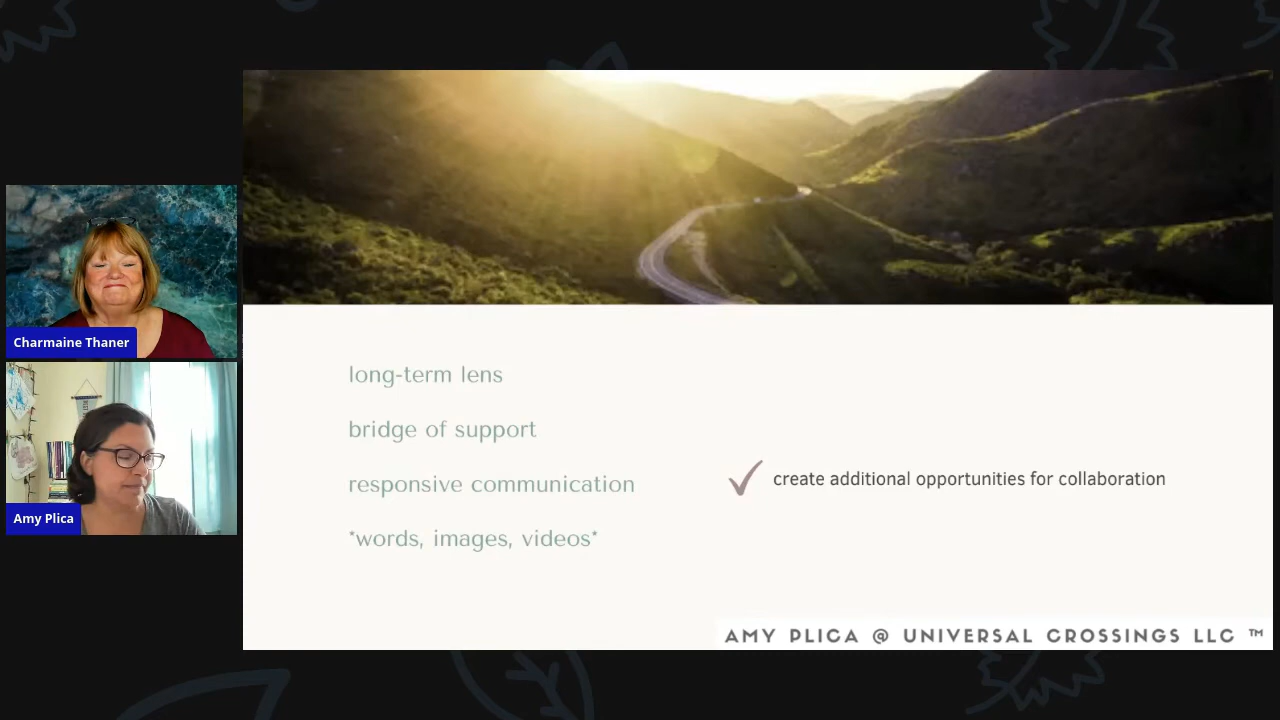 Charmaine Thaner
Amy Plica
long-term lens
bridge of support
responsive communication
*words, images, videos*
create additional opportunities for collaboration
AMY PLICA @ UNIVERSAL CROSSINGS LLC ™